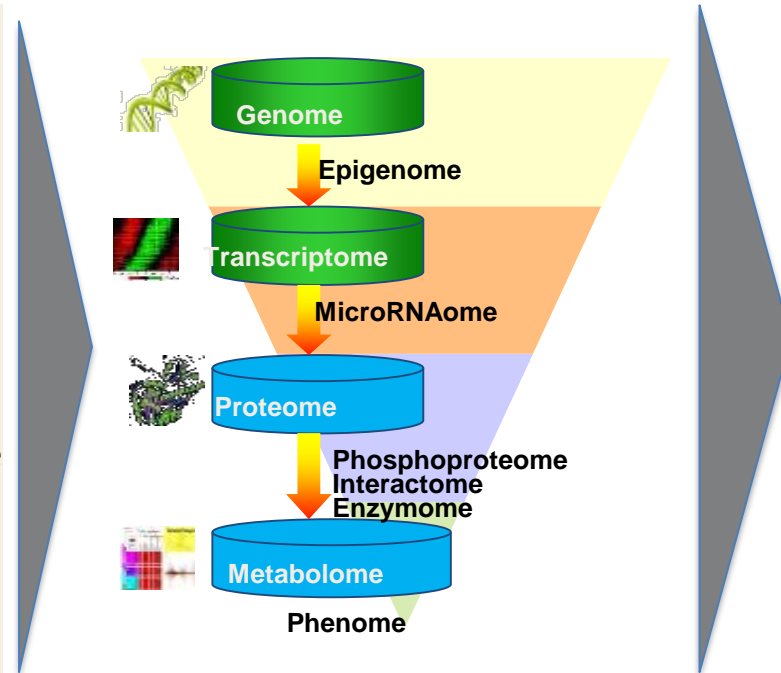 Genome
Epigenome
Transcriptome
MicroRNAome
Proteome
Phosphoproteome
Interactome
Enzymome
Metabolome
Phenome